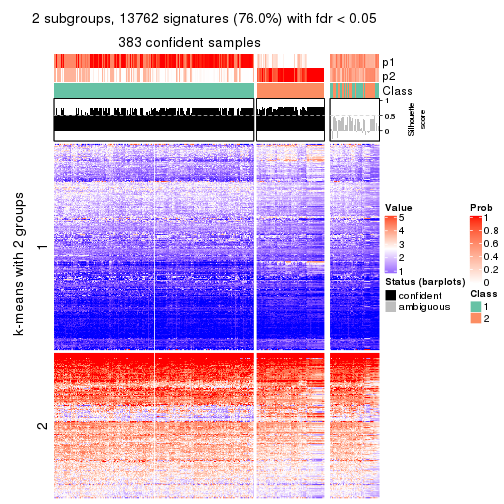 2 subgroups, 13762 signatures (76.0%) with fdr < 0.05
383 confident samples
p1
p2
Class
1
0.5
0
Silhouette
score
k-means with 2 groups
1
2
Value
5
4
3
2
1
Status (barplots)
confident
ambiguous
Prob
1
0.8
0.6
0.4
0.2
0
Class
1
2